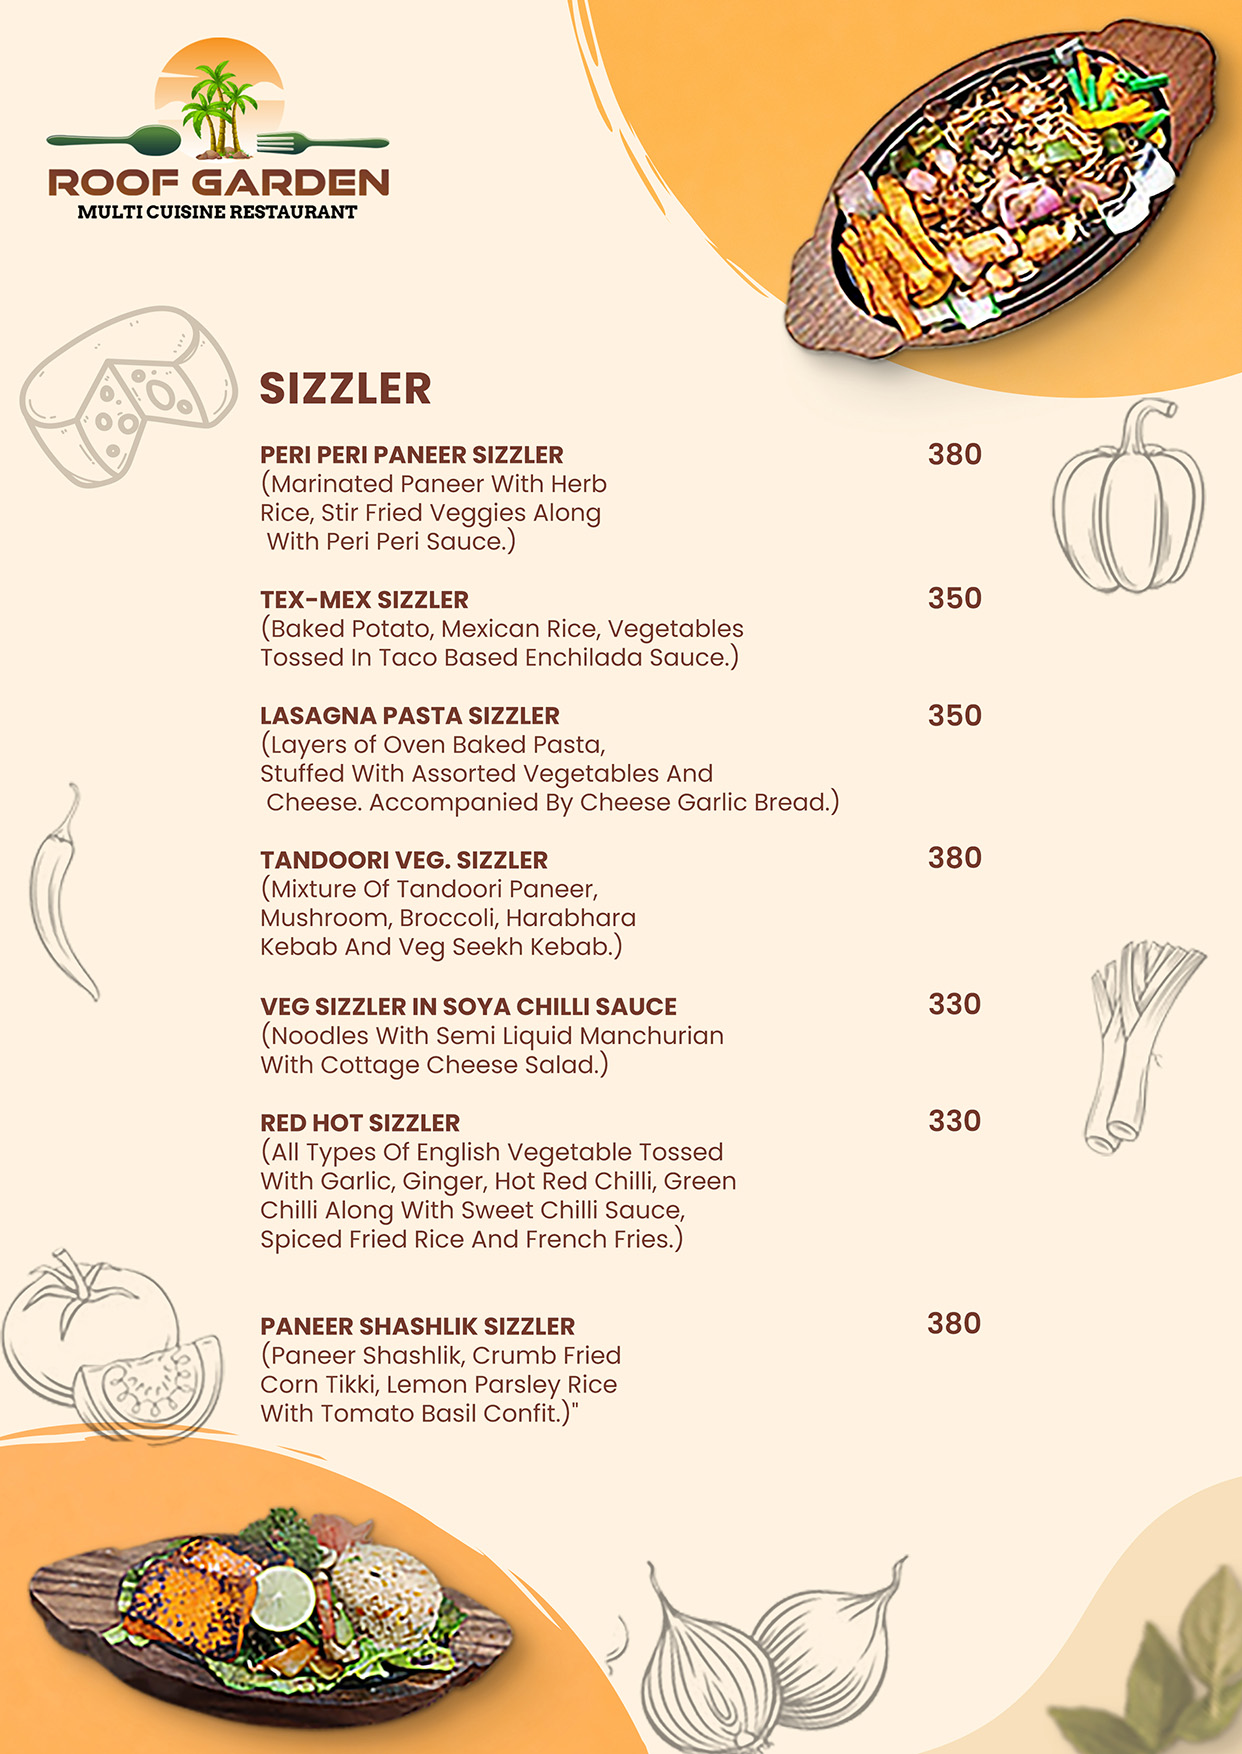 ROOF GARDEN
MULTI CUISINE RESTAURANT
SIZZLER
PERI PERI PANEER SIZZLER 380
(Marinated Paneer With Herb
Rice, Stir Fried Veggies Along
With Peri Peri Sauce.)
TEX-MEX SIZZLER 350
(Baked Potato, Mexican Rice, Vegetables
Tossed In Taco Based Enchilada Sauce.)
LASAGNA PASTA SIZZLER 350
(Layers of Oven Baked Pasta,
Stuffed With Assorted Vegetables And
Cheese. Accompanied By Cheese Garlic Bread.)
TANDOORI VEG. SIZZLER 380
(Mixture Of Tandoori Paneer,
Mushroom, Broccoli, Harabhara
Kebab And Veg Seekh Kebab.)
VEG SIZZLER IN SOYA CHILLI SAUCE 330
(Noodles With Semi Liquid Manchurian
With Cottage Cheese Salad.)
RED HOT SIZZLER 330
(All Types Of English Vegetable Tossed
With Garlic, Ginger, Hot Red Chilli, Green
Chilli Along With Sweet Chilli Sauce,
Spiced Fried Rice And French Fries.)
PANEER SHASHLIK SIZZLER 380
(Paneer Shashlik, Crumb Fried
Corn Tikki, Lemon Parsley Rice
With Tomato Basil Confit.)"